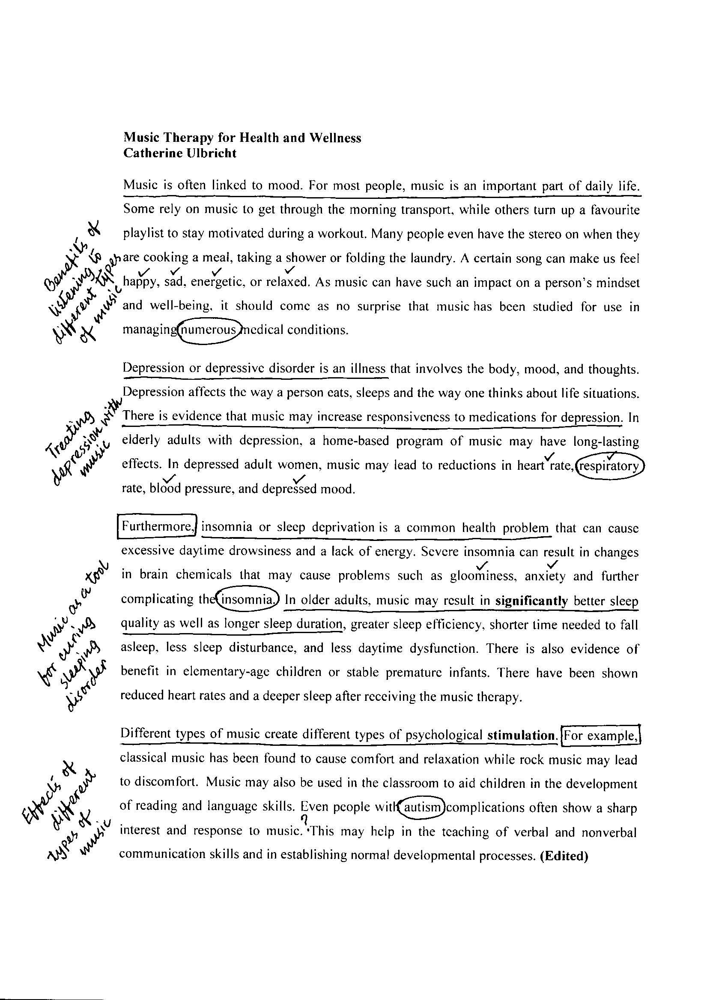 Music Therapy for Health and Wellness
Catherine Ulbricht
Music is often linked to mood. For most people, music is an important part of daily life.
Some rely on music to get through the morning transport, while others turn up a favourite
playlist to stay motivated during a workout. Many people even have the stereo on when they
are cooking a meal, taking a shower or folding the laundry. A certain song can make us feel
happy, sad, energetic, or relaxed. As music can have such an impact on a person's mindset
and well-being, it should come as no surprise that music has been studied for use in
managing numerous medical conditions.
Benefits of
listening to
different types
of music
Depression or depressive disorder is an illness that involves the body, mood, and thoughts.
Depression affects the way a person eats, sleeps and the way one thinks about life situations.
There is evidence that music may increase responsiveness to medications for depression. In
elderly adults with depression, a home-based program of music may have long-lasting
effects. In depressed adult women, music may lead to reductions in heart rate, respiratory
rate, blood pressure, and depressed mood.
Treating
depression with
music
Furthermore, insomnia or sleep deprivation is a common health problem that can cause
excessive daytime drowsiness and a lack of energy. Severe insomnia can result in changes
in brain chemicals that may cause problems such as gloominess, anxiety and further
complicating the insomnia. In older adults, music may result in significantly better sleep
quality as well as longer sleep duration, greater sleep efficiency, shorter time needed to fall
asleep, less sleep disturbance, and less daytime dysfunction. There is also evidence of
benefit in elementary-age children or stable premature infants. There have been shown
reduced heart rates and a deeper sleep after receiving the music therapy.
Music as a tool
for curing
sleeping
disorder
Different types of music create different types of psychological stimulation. For example,
classical music has been found to cause comfort and relaxation while rock music may lead
to discomfort. Music may also be used in the classroom to aid children in the development
of reading and language skills. Even people with autism complications often show a sharp
?
interest and response to music. This may help in the teaching of verbal and nonverbal
communication skills and in establishing normal developmental processes. (Edited)
Effects of
different
types of
music